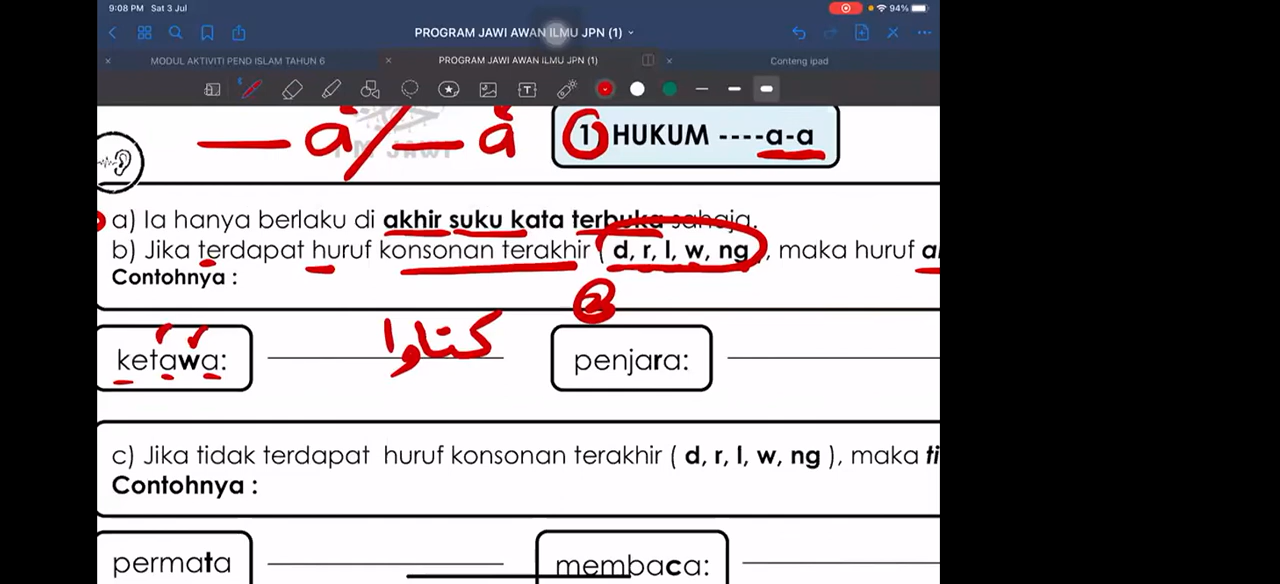 9:08 PM Sat 3 Jul
94%
PROGRAM JAWI AWAN ILMU JPN (1)
MODUL AKTIVITI PEND ISLAM TAHUN 6
PROGRAM JAWI AWAN ILMU JPN (1)
Conteng ipad
a / a
1) HUKUM ----a-a
a) Ia hanya berlaku di akhir suku kata terbuka sahaja.
b) Jika terdapat huruf konsonan terakhir ( d, r, l, w, ng ), maka huruf
Contohnya :
2
ketawa:
كتاوا
penjara:
c) Jika tidak terdapat huruf konsonan terakhir ( d, r, l, w, ng ), maka
Contohnya :
permata
membaca: